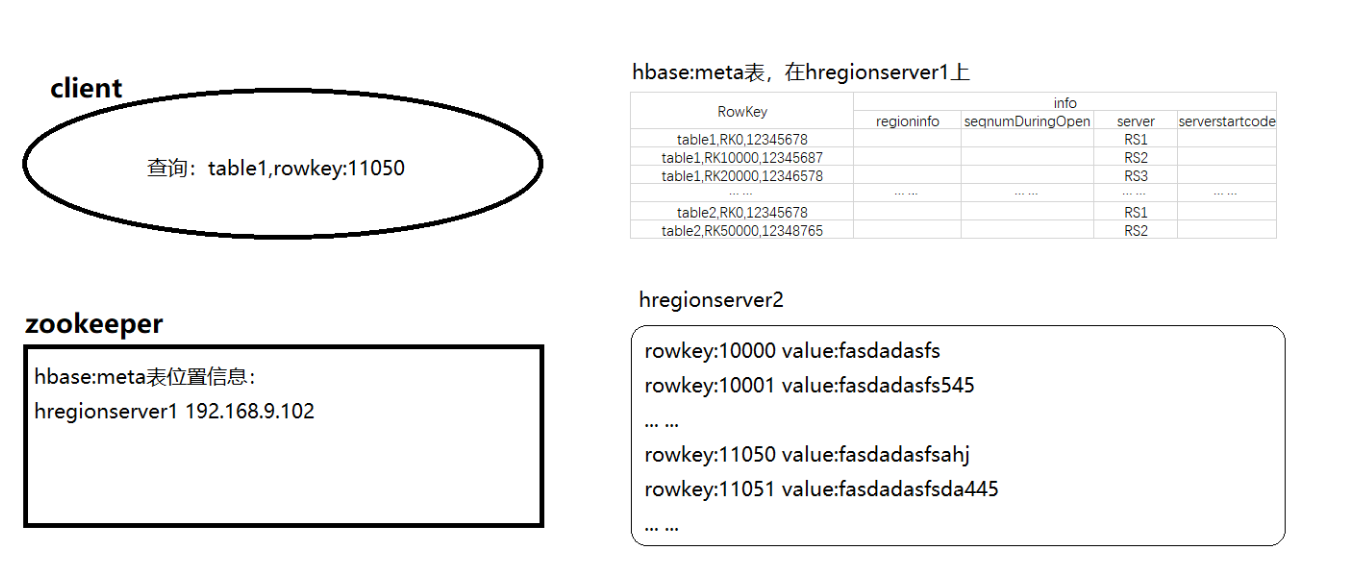 client
查询：table1,rowkey:11050
hbase:meta表，在hregionserver1上
RowKey info
regioninfo seqnumDuringOpen server serverstartcode
table1,RK0,12345678 RS1
table1,RK10000,12345687 RS2
table1,RK20000,12346578 RS3
... ... ... ... ... ... ... ... ... ...
table2,RK0,12345678 RS1
table2,RK50000,12348765 RS2
zookeeper
hbase:meta表位置信息：
hregionserver1 192.168.9.102
hregionserver2
rowkey:10000 value:fasdadasfs
rowkey:10001 value:fasdadasfs545
... ...
rowkey:11050 value:fasdadasfsahj
rowkey:11051 value:fasdadasfsda445
... ...